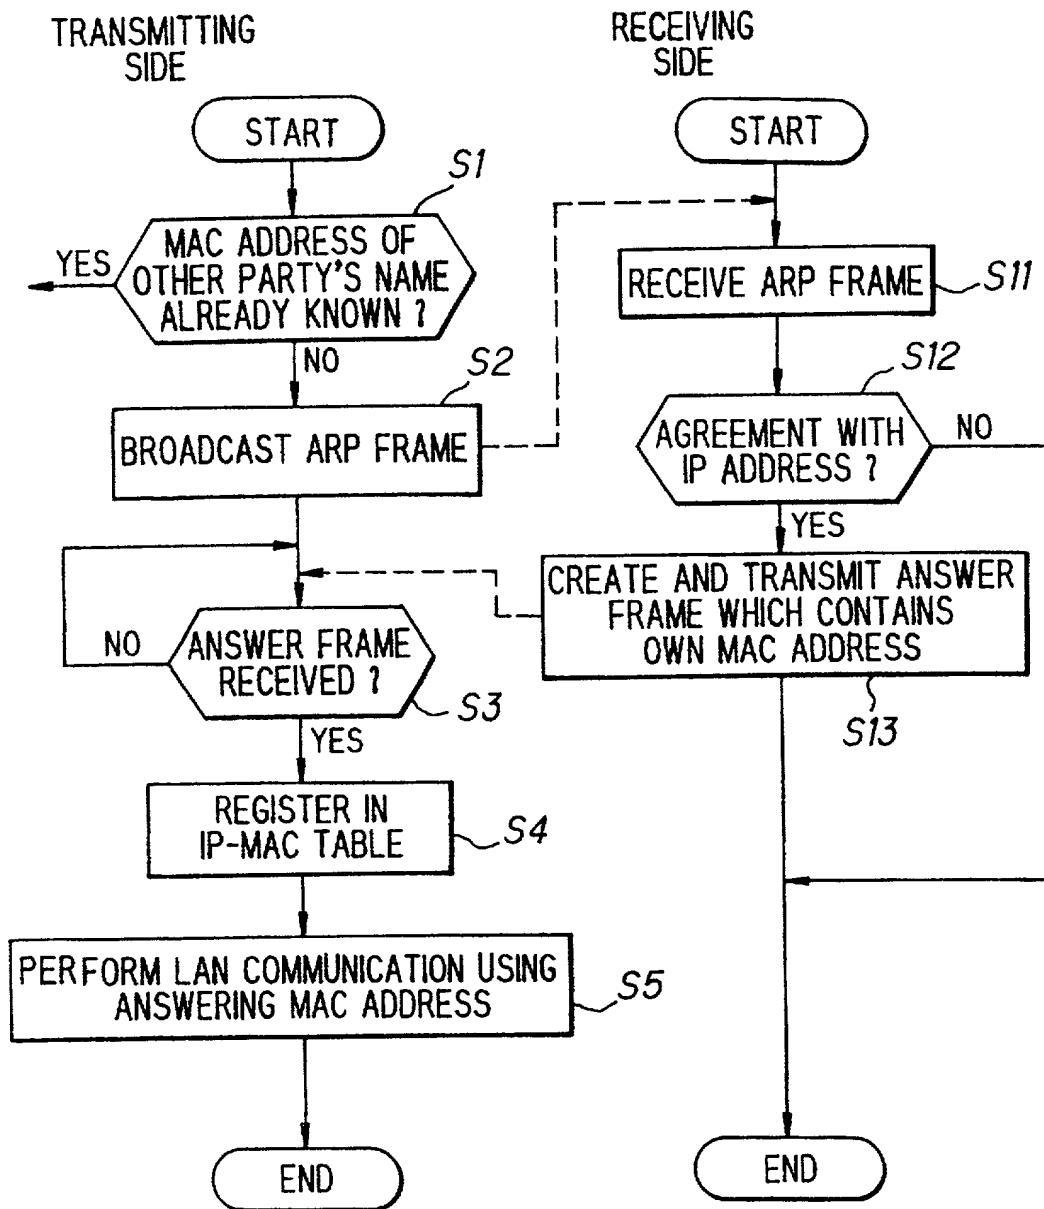 TRANSMITTING
SIDE
START
S1
MAC ADDRESS OF
OTHER PARTY'S NAME
ALREADY KNOWN ?
YES
NO
S2
BROADCAST ARP FRAME
NO
ANSWER FRAME
RECEIVED ?
S3
YES
REGISTER IN
IP-MAC TABLE
S4
PERFORM LAN COMMUNICATION USING
ANSWERING MAC ADDRESS
S5
END
RECEIVING
SIDE
START
RECEIVE ARP FRAME
S11
S12
AGREEMENT WITH
IP ADDRESS ?
NO
YES
CREATE AND TRANSMIT ANSWER
FRAME WHICH CONTAINS
OWN MAC ADDRESS
S13
END